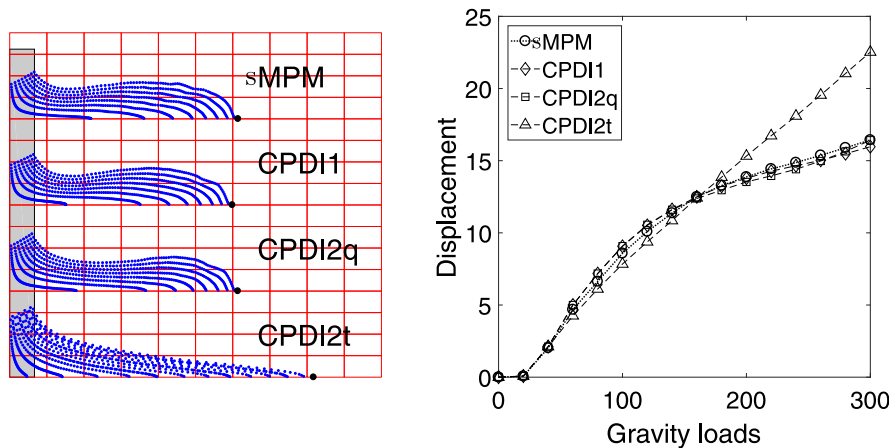 sMPM
CPDI1
CPDI2q
CPDI2t
Displacement
25
20
15
10
5
0
sMPM
CPDI1
CPDI2q
CPDI2t
0 100 200 300
Gravity loads